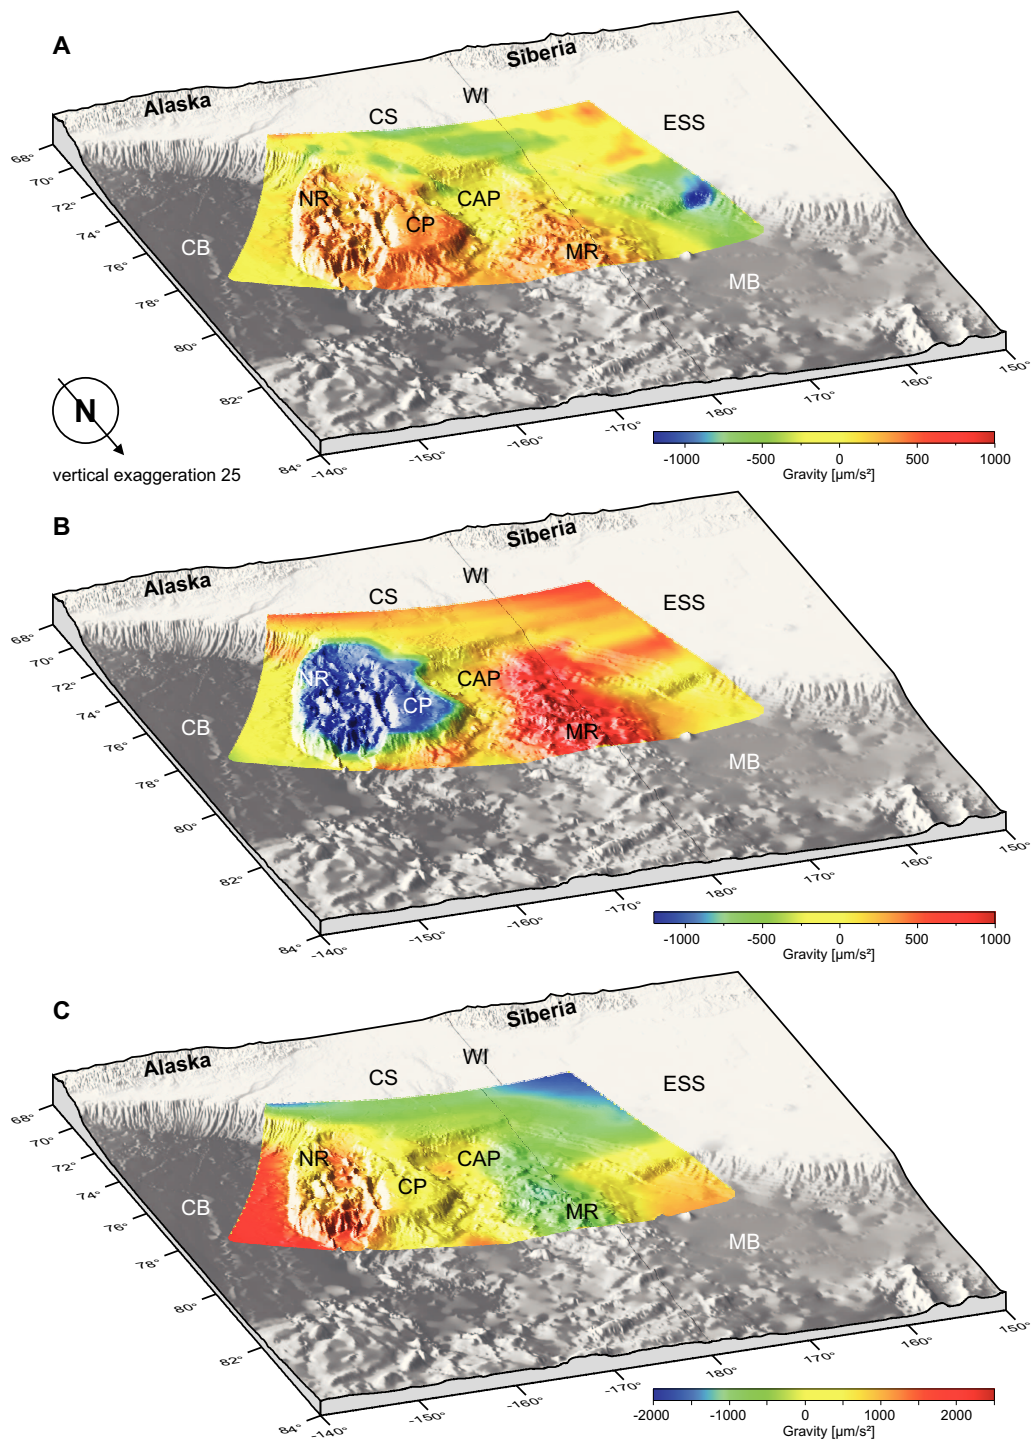 A
Siberia
Alaska
WI
CS
ESS
68°
70°
72°
74°
76°
78°
80°
82°
84°
NR
CAP
CP
CB
MR
MB
150°
160°
170°
180°
-170°
-160°
-150°
-140°
N
vertical exaggeration 25
-1000 -500 0 500 1000
Gravity [µm/s²]
B
Siberia
Alaska
WI
CS
ESS
68°
70°
72°
74°
76°
78°
80°
82°
84°
NR
CAP
CP
CB
MR
MB
150°
160°
170°
180°
-170°
-160°
-150°
-140°
-1000 -500 0 500 1000
Gravity [µm/s²]
C
Siberia
Alaska
WI
CS
ESS
68°
70°
72°
74°
76°
78°
80°
82°
84°
NR
CAP
CP
CB
MR
MB
150°
160°
170°
180°
-170°
-160°
-150°
-140°
-2000 -1000 0 1000 2000
Gravity [µm/s²]